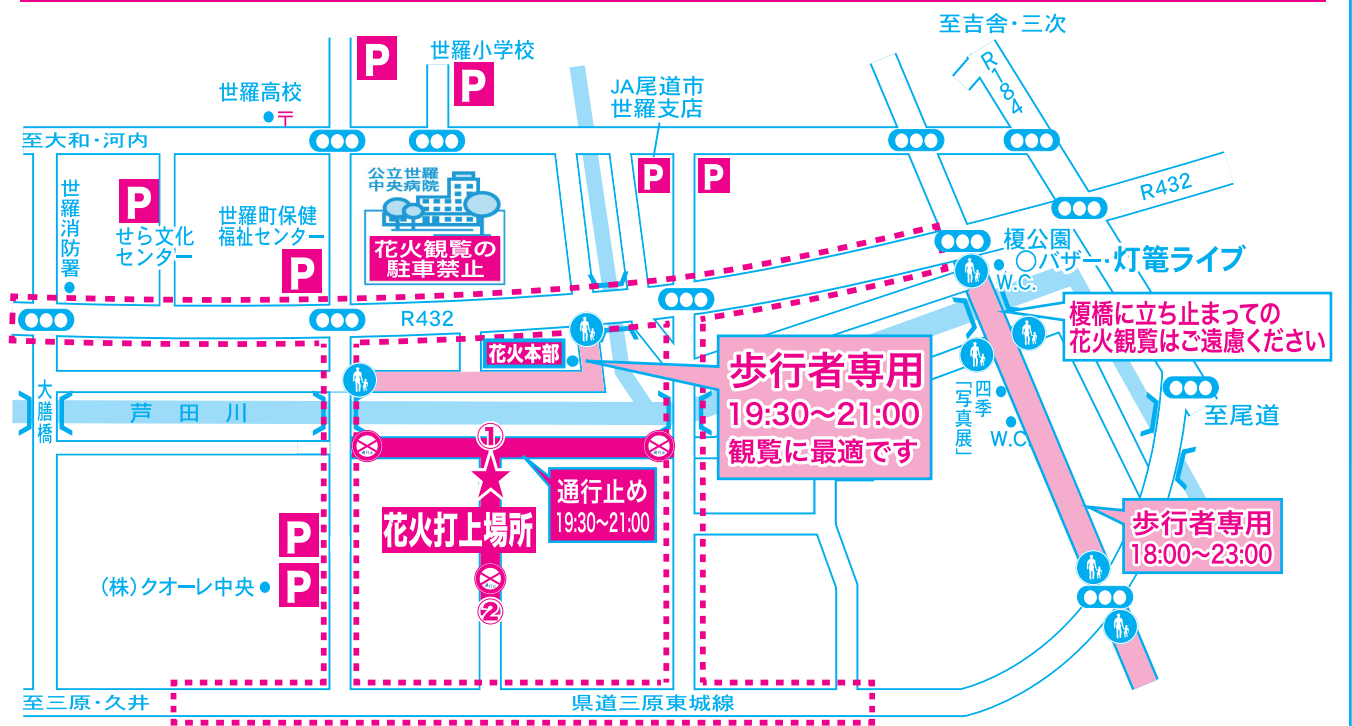 至吉舎・三次
P
世羅小学校
P
R184
JA尾道市
世羅支店
世羅高校
〒
至大和・河内
公立世羅
中央病院
P
P
R432
世羅消防署
P
せら文化
センター
世羅町保健
福祉センター
P
花火観覧の
駐車禁止
榎公園
バザー・灯篭ライブ
W.C.
R432
榎橋に立ち止まっての
花火観覧はご遠慮ください
花火本部
歩行者専用
19:30〜21:00
観覧に最適です
大膳橋
芦田川
四季
「写真展」
W.C.
至尾道
1
通行止め
19:30〜21:00
花火打上場所
歩行者専用
18:00〜23:00
P
P
(株)クオーレ中央
2
至三原・久井
県道三原東城線